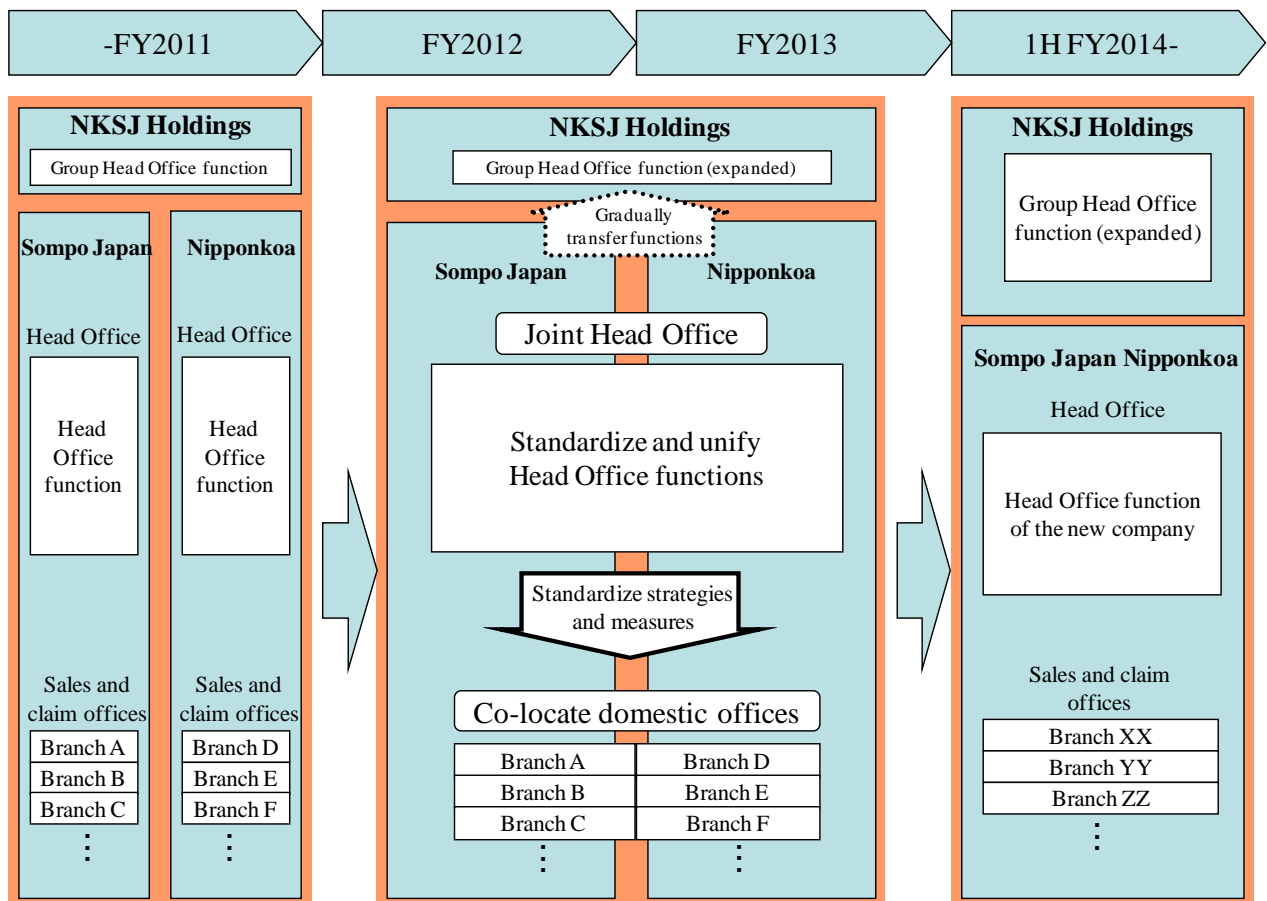 -FY2011
FY2012
FY2013
1H FY2014-
NKSJ Holdings
Group Head Office function
Sompo Japan
Nipponkoa
Head Office
Head Office
Head
Office
function
Head
Office
function
Sales and
claim offices
Sales and
claim offices
Branch A
Branch B
Branch C
Branch D
Branch E
Branch F
NKSJ Holdings
Group Head Office function (expanded)
Gradually
transfer functions
Sompo Japan
Nipponkoa
Joint Head Office
Standardize and unify
Head Office functions
Standardize strategies
and measures
Co-locate domestic offices
Branch A
Branch D
Branch B
Branch E
Branch C
Branch F
NKSJ Holdings
Group Head Office
function (expanded)
Sompo Japan Nipponkoa
Head Office
Head Office function
of the new company
Sales and claim
offices
Branch XX
Branch YY
Branch ZZ